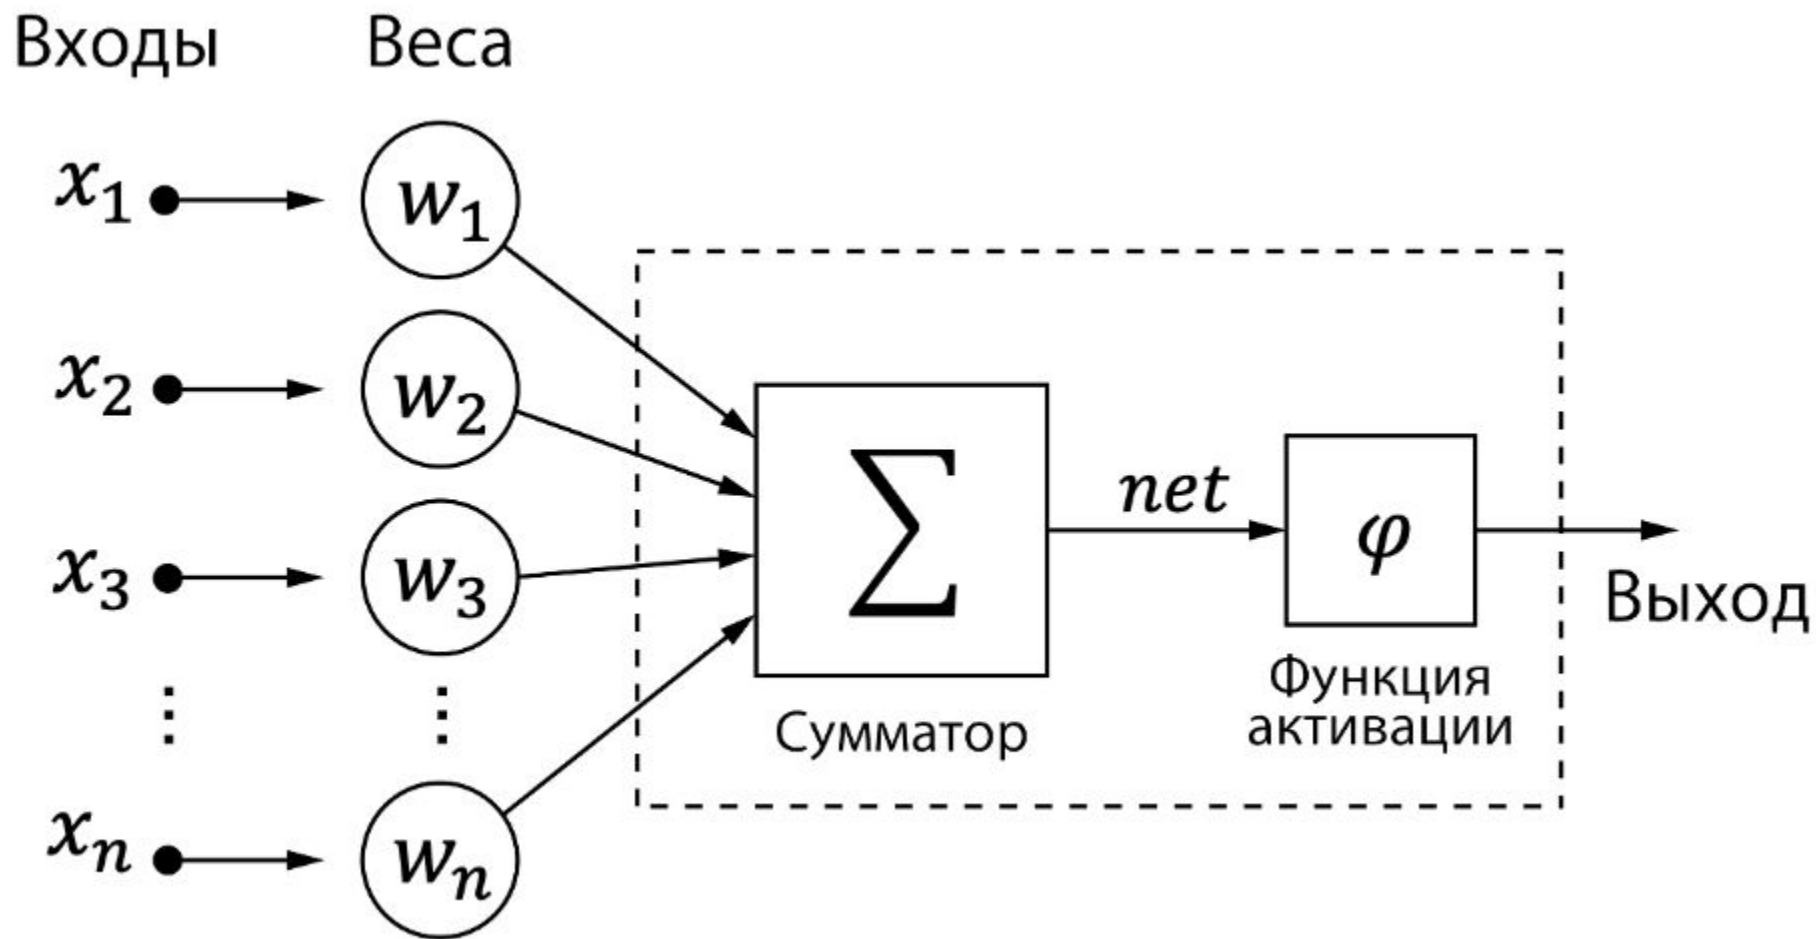 Входы Веса
x₁ w₁
x₂ w₂
x₃ w₃
⋮ ⋮
xₙ wₙ
∑
Сумматор
net
φ
Функция
активации
Выход